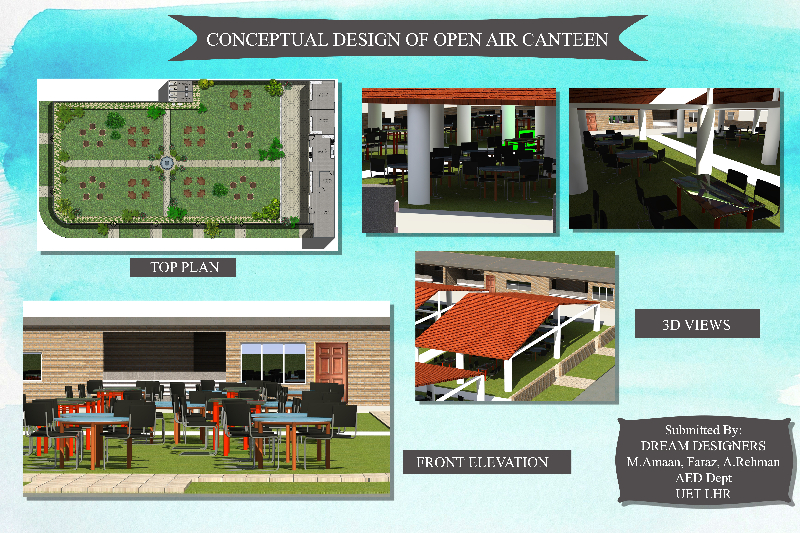 CONCEPTUAL DESIGN OF OPEN AIR CANTEEN
TOP PLAN
3D VIEWS
FRONT ELEVATION
Submitted By:
DREAM DESIGNERS
M.Amaan, Faraz, A.Rehman
AED Dept
UET LHR